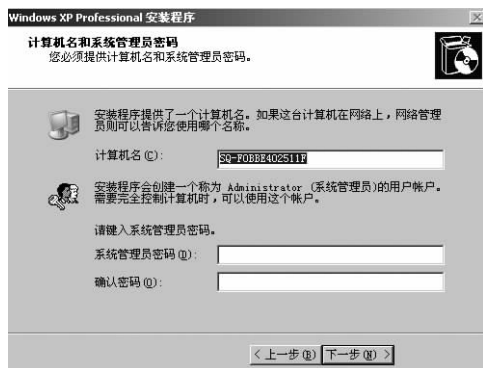 Windows XP Professional 安装程序
计算机名和系统管理员密码
您必须提供计算机名和系统管理员密码。
安装程序提供了一个计算机名。如果这台计算机在网络上，网络管理
员则可以告诉您使用哪个名称。
计算机名(C):
SQ-F0BBE402511F
安装程序会创建一个称为 Administrator (系统管理员)的用户帐户。
需要完全控制计算机时，可以使用这个帐户。
请键入系统管理员密码。
系统管理员密码(D):
确认密码(O):
< 上一步(B) 下一步(N) >